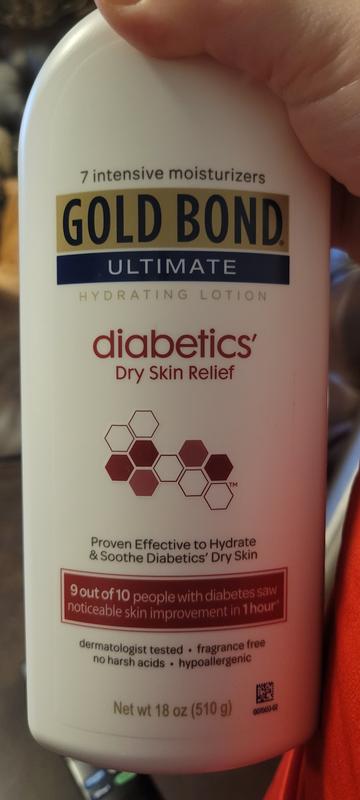 7 intensive moisturizers
GOLD BOND®
ULTIMATE
HYDRATING LOTION
diabetics'
Dry Skin Relief
TM
Proven Effective to Hydrate
& Soothe Diabetics' Dry Skin
9 out of 10 people with diabetes saw
noticeable skin improvement in 1 hour*
dermatologist tested • fragrance free
no harsh acids • hypoallergenic
Net wt 18 oz (510 g)